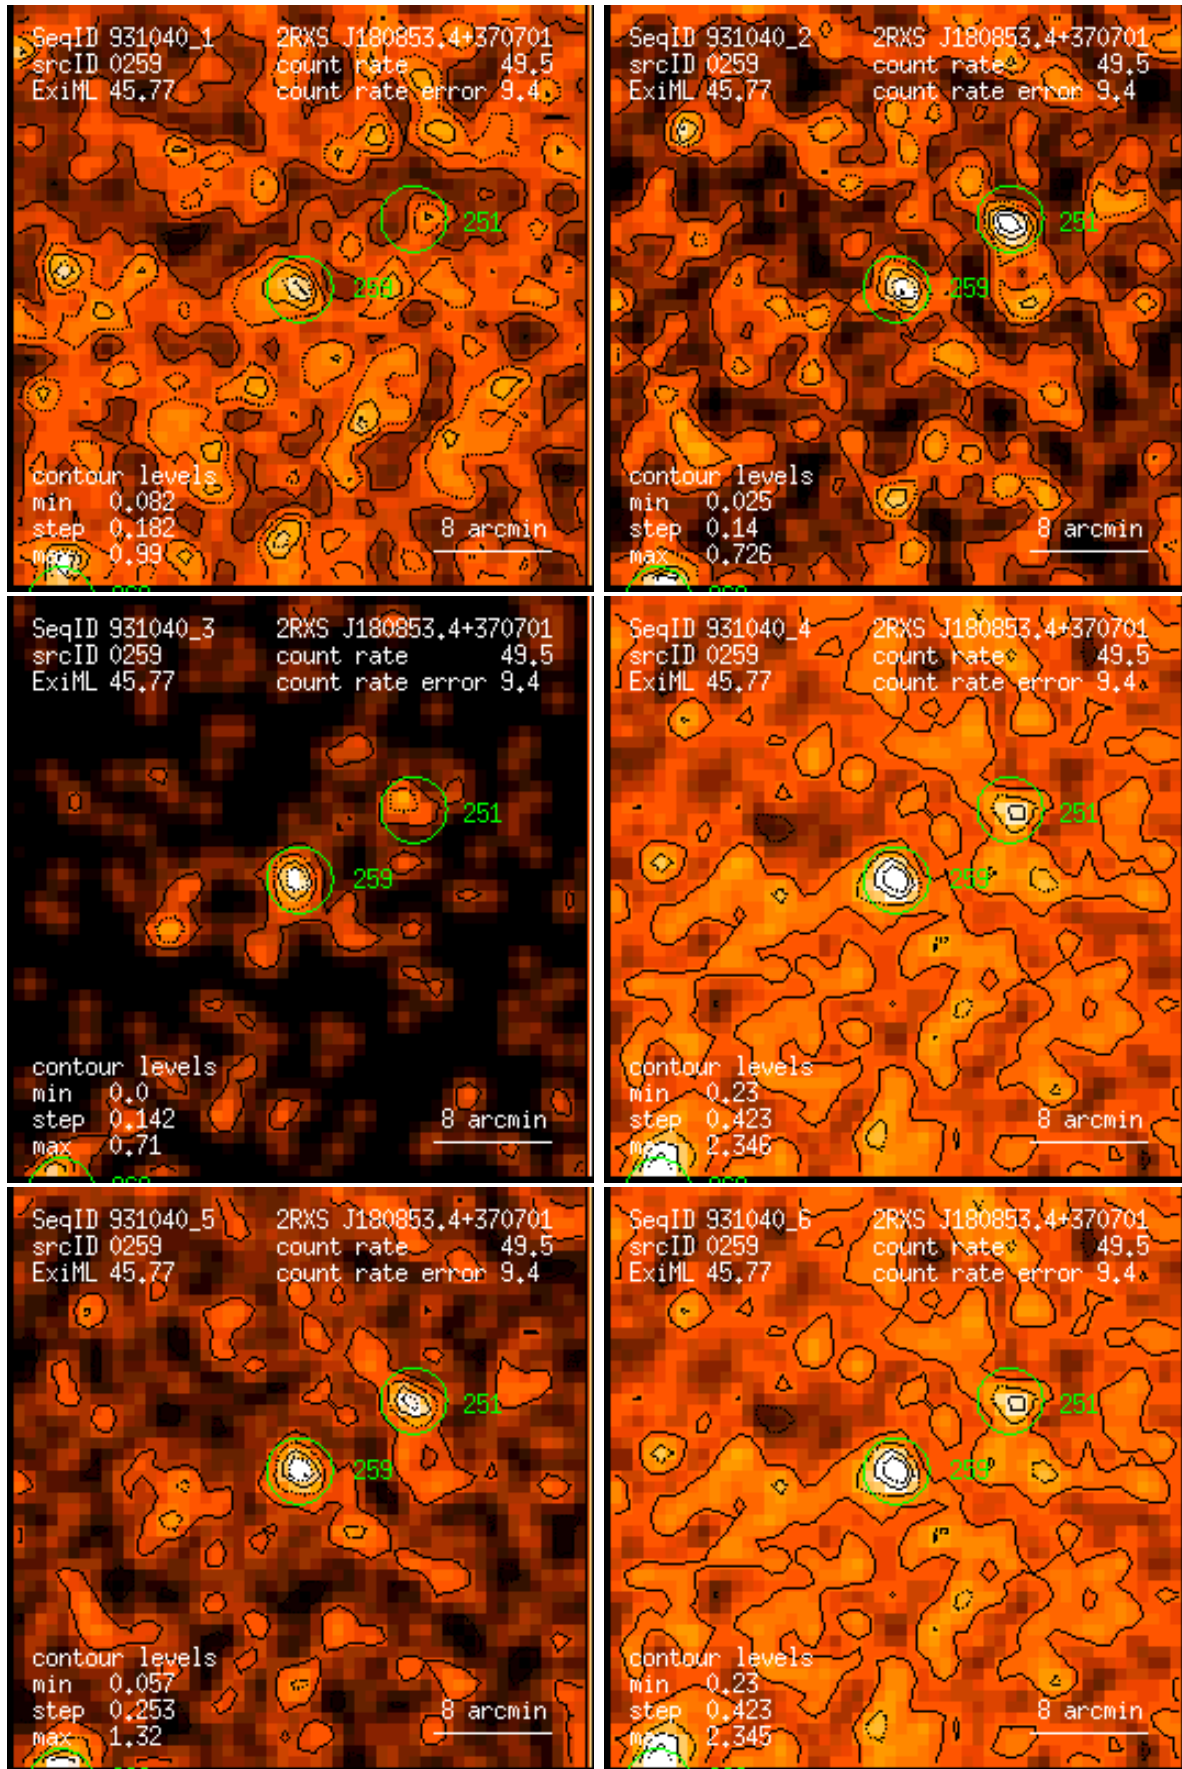 SeqID 931040_1 2RXS J180853.4+370701
srcID 0259 count rate 49.5
ExiML 45.77 count rate error 9.4
251
259
contour levels
min 0.082
step 0.182
max 0.99
8 arcmin
SeqID 931040_2 2RXS J180853.4+370701
srcID 0259 count rate 49.5
ExiML 45.77 count rate error 9.4
251
259
contour levels
min 0.025
step 0.14
max 0.726
8 arcmin
SeqID 931040_3 2RXS J180853.4+370701
srcID 0259 count rate 49.5
ExiML 45.77 count rate error 9.4
251
259
contour levels
min 0.0
step 0.142
max 0.71
8 arcmin
SeqID 931040_4 2RXS J180853.4+370701
srcID 0259 count rate 49.5
ExiML 45.77 count rate error 9.4
251
259
contour levels
min 0.23
step 0.423
max 2.346
8 arcmin
SeqID 931040_5 2RXS J180853.4+370701
srcID 0259 count rate 49.5
ExiML 45.77 count rate error 9.4
251
259
contour levels
min 0.057
step 0.253
max 1.32
8 arcmin
SeqID 931040_6 2RXS J180853.4+370701
srcID 0259 count rate 49.5
ExiML 45.77 count rate error 9.4
251
259
contour levels
min 0.23
step 0.423
max 2.345
8 arcmin